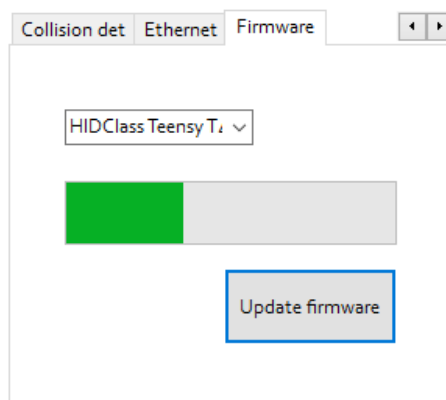 Collision det
Ethernet
Firmware
HIDClass Teensy
Update firmware